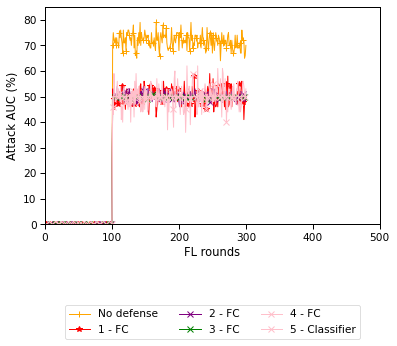 80
70
60
50
40
30
20
10
0
Attack AUC (%)
0 100 200 300 400 500
FL rounds
No defense 2 - FC 4 - FC
1 - FC 3 - FC 5 - Classifier